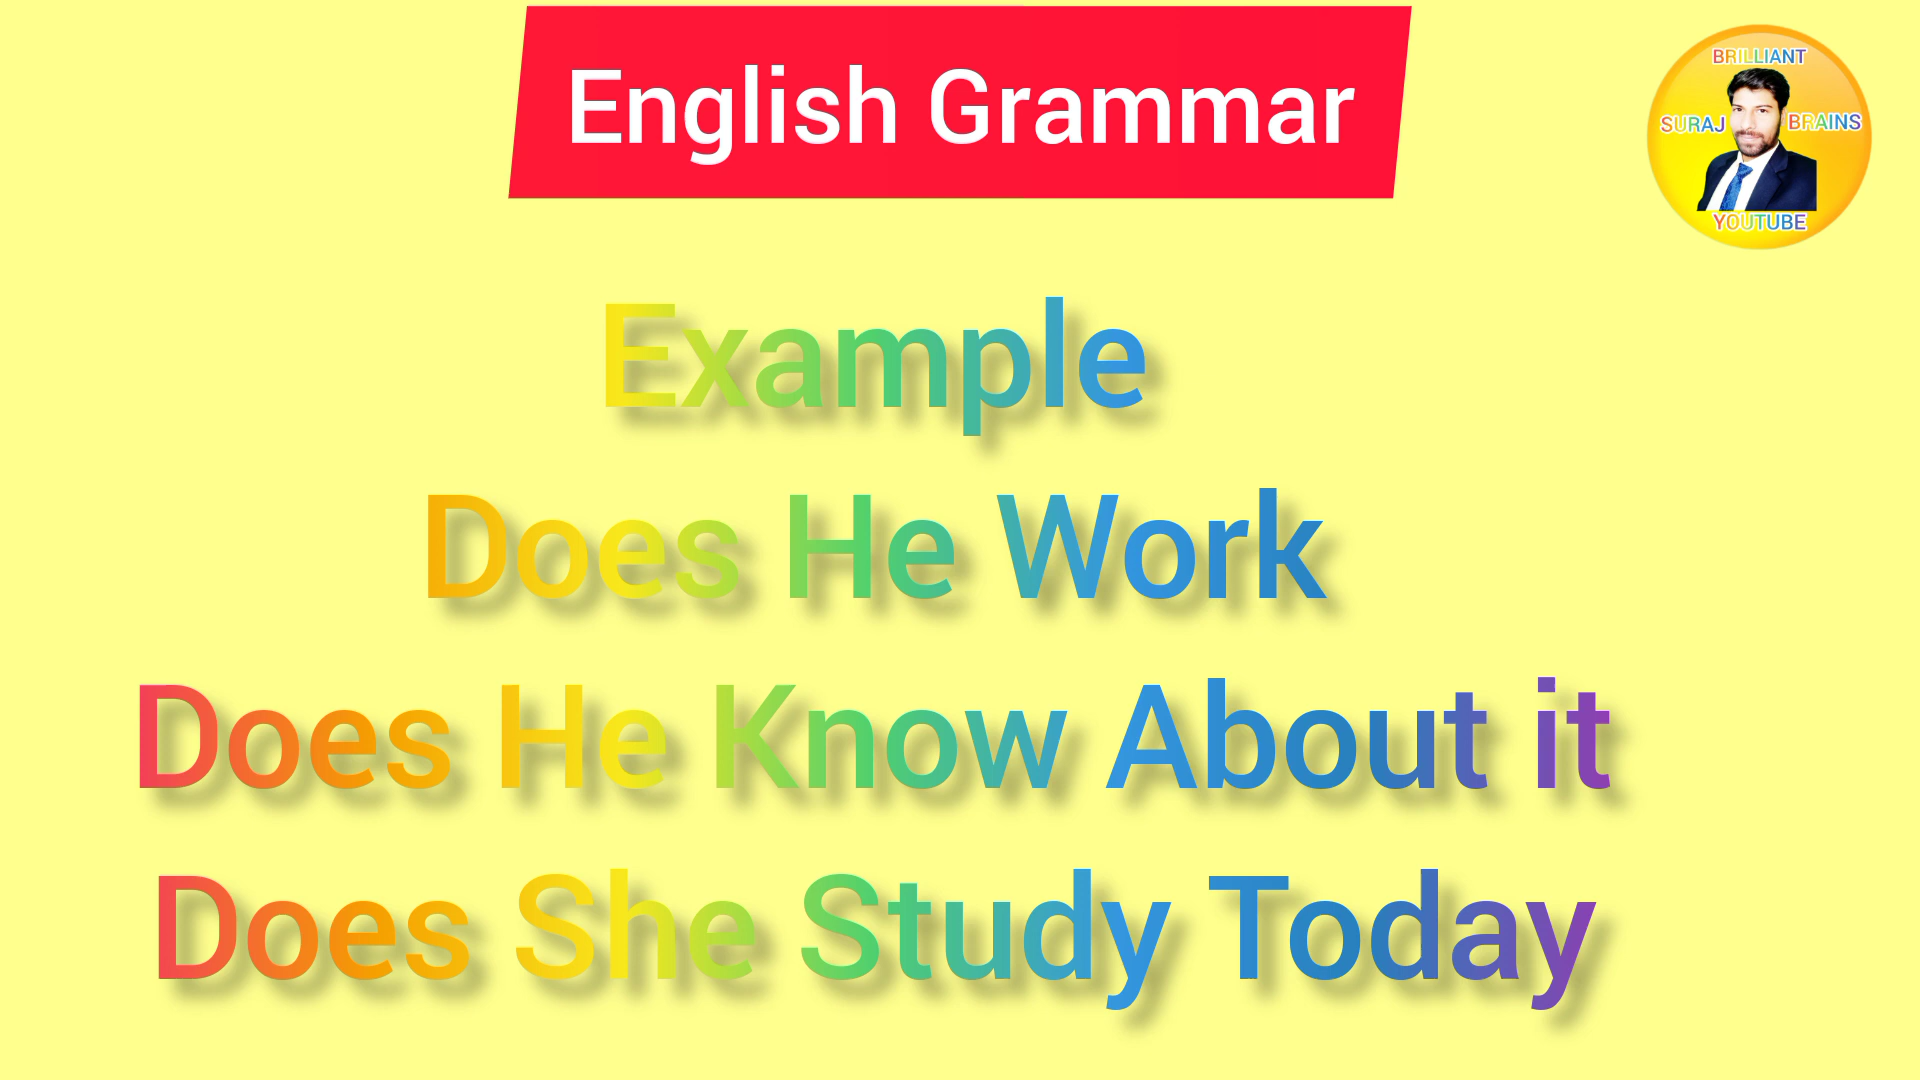 English Grammar
BRILLIANT
SURAJ BRAINS
YOUTUBE
Example
Does He Work
Does He Know About it
Does She Study Today